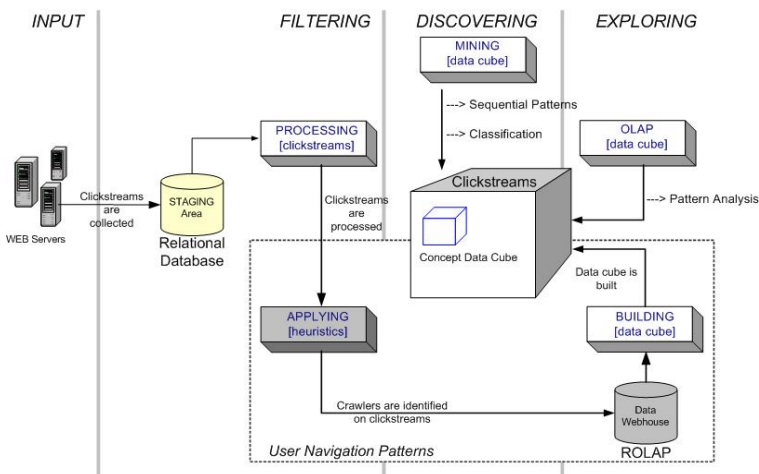 INPUT
FILTERING
DISCOVERING
EXPLORING
MINING
[data cube]
---> Sequential Patterns
---> Classification
PROCESSING
[clickstreams]
OLAP
[data cube]
---> Pattern Analysis
Clickstreams
are
collected
WEB Servers
STAGING
Area
Relational
Database
Clickstreams
are
processed
Clickstreams
Concept Data Cube
Data cube is
built
APPLYING
[heuristics]
BUILDING
[data cube]
Crawlers are identified
on clickstreams
Data
Webhouse
ROLAP
User Navigation Patterns